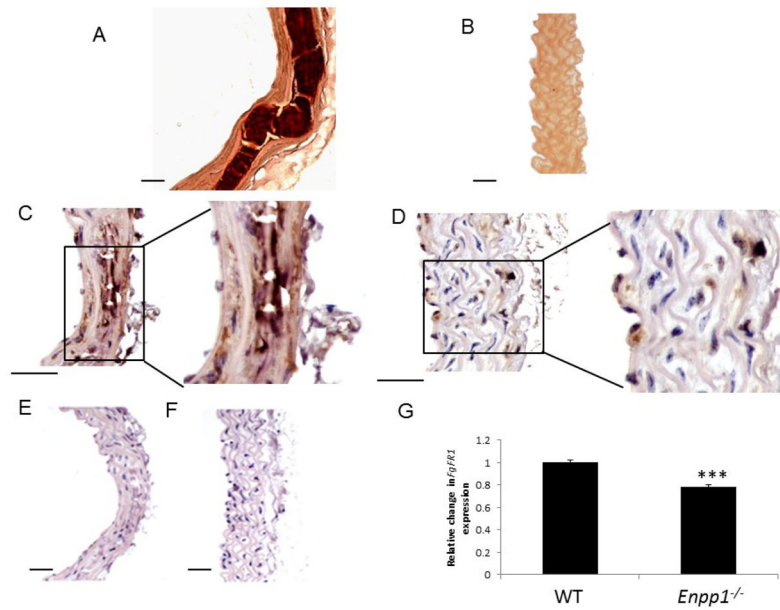 A
B
C
D
E
F
G
Relative change in FgFR1
expression
1.2
1
0.8
0.6
0.4
0.2
0
***
WT
Enpp1-/-